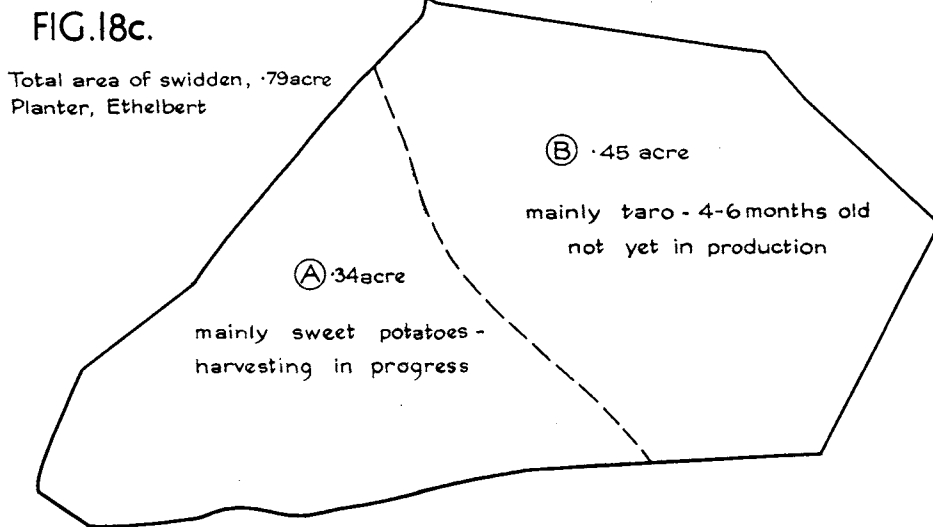 FIG.18c.
Total area of swidden, ·79acre
Planter, Ethelbert
B ·45 acre
mainly taro - 4-6 months old
not yet in production
A ·34acre
mainly sweet potatoes -
harvesting in progress